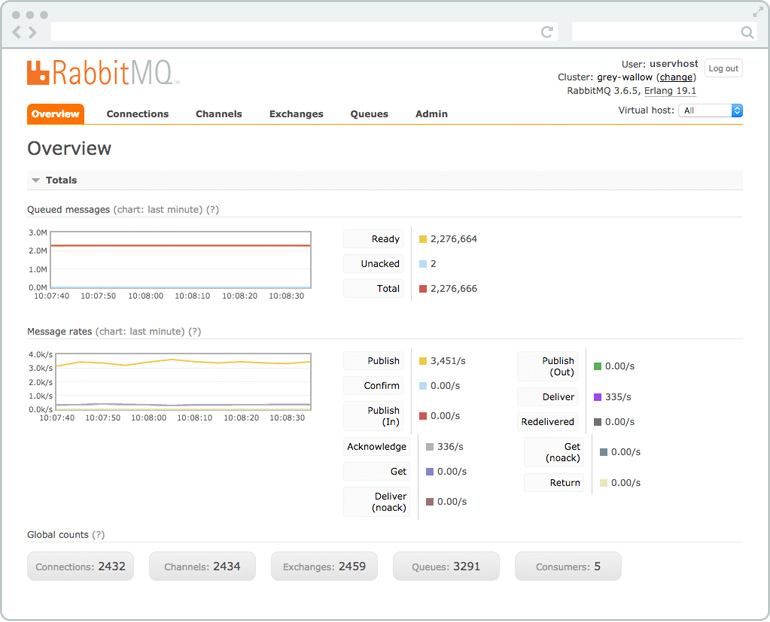 RabbitMQ
User: uservhost
Log out
Cluster: grey-wallow (change)
RabbitMQ 3.6.5, Erlang 19.1
Overview Connections Channels Exchanges Queues Admin
Virtual host: All
Overview
Totals
Queued messages (chart: last minute) (?)
3.0M
2.0M
1.0M
0.0M
10:07:40 10:07:50 10:08:00 10:08:10 10:08:20 10:08:30
Ready 2,276,664
Unacked 2
Total 2,276,666
Message rates (chart: last minute) (?)
4.0k/s
3.0k/s
2.0k/s
1.0k/s
0.0k/s
10:07:40 10:07:50 10:08:00 10:08:10 10:08:20 10:08:30
Publish 3,451/s
Confirm 0.00/s
Publish
(In) 0.00/s
Acknowledge 336/s
Get 0.00/s
Deliver
(noack) 0.00/s
Publish
(Out) 0.00/s
Deliver 335/s
Redelivered 0.00/s
Get
(noack) 0.00/s
Return 0.00/s
Global counts (?)
Connections: 2432 Channels: 2434 Exchanges: 2459 Queues: 3291 Consumers: 5